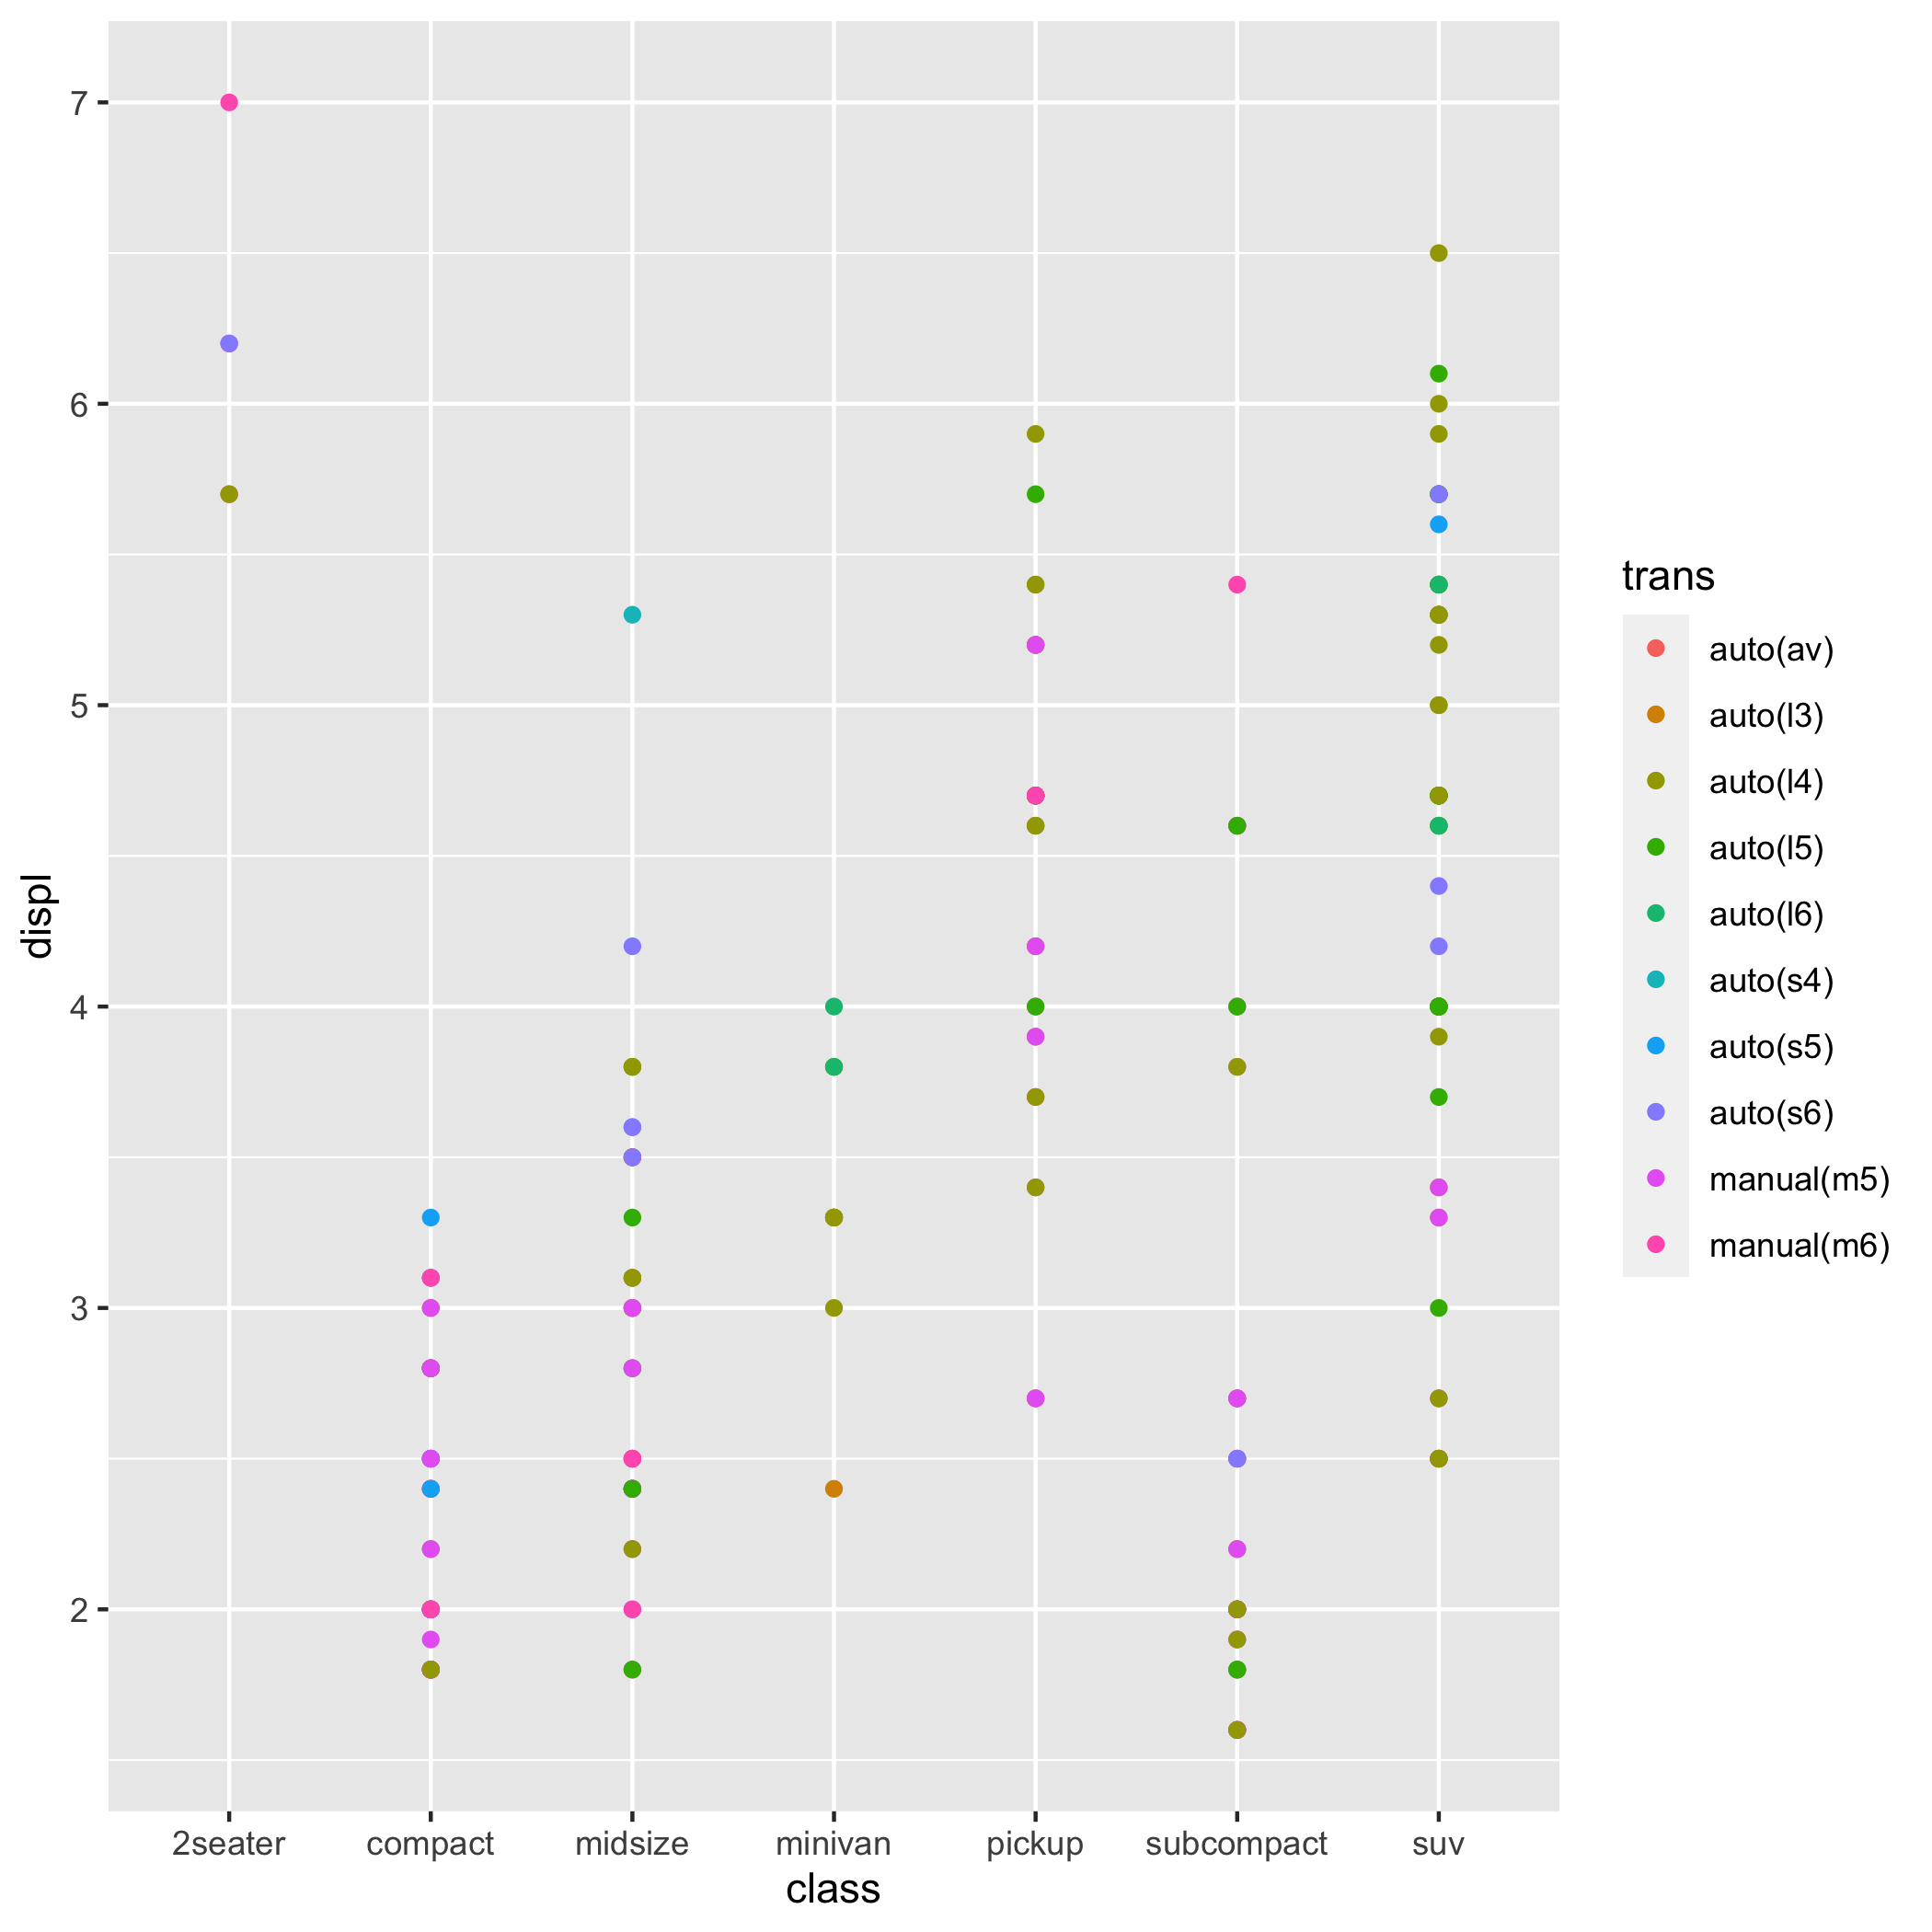 7
6
5
4
3
2
displ
2seater
compact
midsize
minivan
pickup
subcompact
suv
class
trans
auto(av)
auto(l3)
auto(l4)
auto(l5)
auto(l6)
auto(s4)
auto(s5)
auto(s6)
manual(m5)
manual(m6)